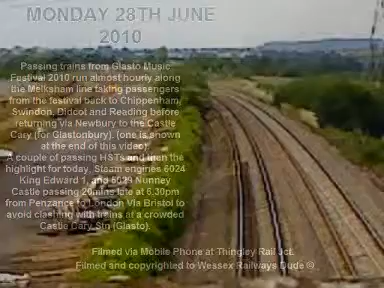 MONDAY 28TH JUNE
2010
Passing trains from Glasto Music
Festival 2010 run almost hourly along
the Melksham line taking passengers
from the festival back to Chippenham,
Swindon, Didcot and Reading before
returning via Newbury to the Castle
Cary (for Glastonbury). (one is shown
at the end of this video).
A couple of passing HSTs and then the
highlight for today, Steam engines 6024
King Edward 1, and 5029 Nunney
Castle passing 20mins late at 6.30pm
from Penzance to London Via Bristol to
avoid clashing with trains at a crowded
Castle Cary Stn (Glasto).
Filmed via Mobile Phone at Thingley Rail Jct.
Filmed and copyrighted to Wessex Railways Dude ©